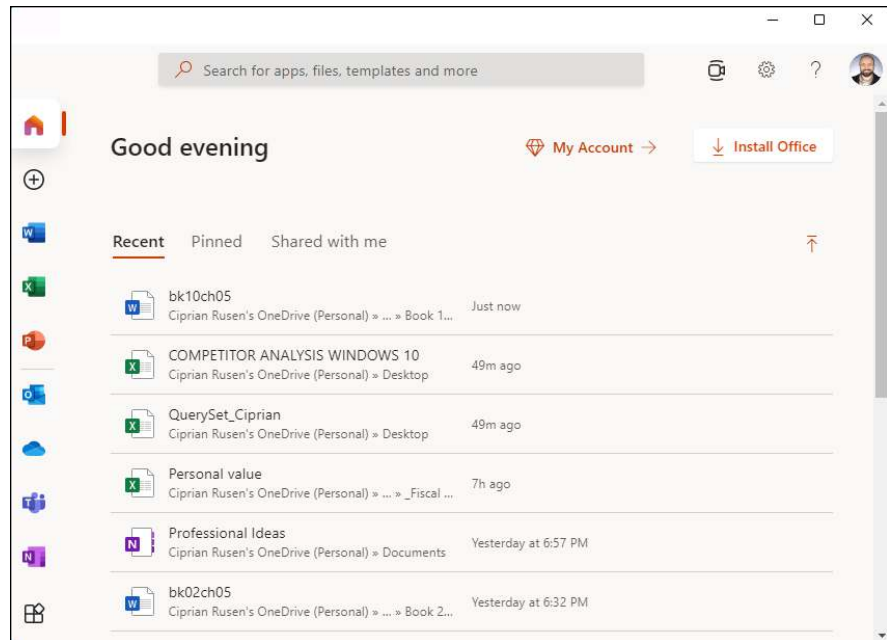 Search for apps, files, templates and more
Good evening
My Account
Install Office
Recent Pinned Shared with me
bk10ch05
Ciprian Rusen's OneDrive (Personal) » ... » Book 1...
Just now
COMPETITOR ANALYSIS WINDOWS 10
Ciprian Rusen's OneDrive (Personal) » Desktop
49m ago
QuerySet_Ciprian
Ciprian Rusen's OneDrive (Personal) » Desktop
49m ago
Personal value
Ciprian Rusen's OneDrive (Personal) » ... » _Fiscal ...
7h ago
Professional Ideas
Ciprian Rusen's OneDrive (Personal) » Documents
Yesterday at 6:57 PM
bk02ch05
Ciprian Rusen's OneDrive (Personal) » ... » Book 2...
Yesterday at 6:32 PM